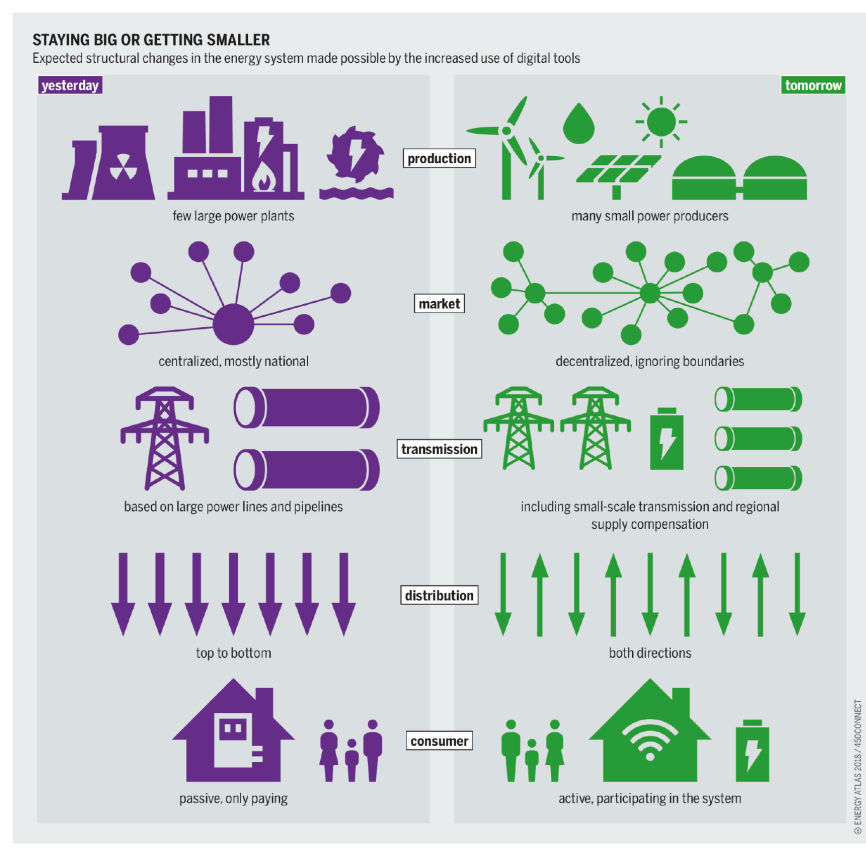 STAYING BIG OR GETTING SMALLER
Expected structural changes in the energy system made possible by the increased use of digital tools
yesterday
tomorrow
production
few large power plants
many small power producers
market
centralized, mostly national
decentralized, ignoring boundaries
transmission
based on large power lines and pipelines
including small-scale transmission and regional
supply compensation
distribution
top to bottom
both directions
consumer
passive, only paying
active, participating in the system
© ENERGY ATLAS 2018 / 450CONNECT